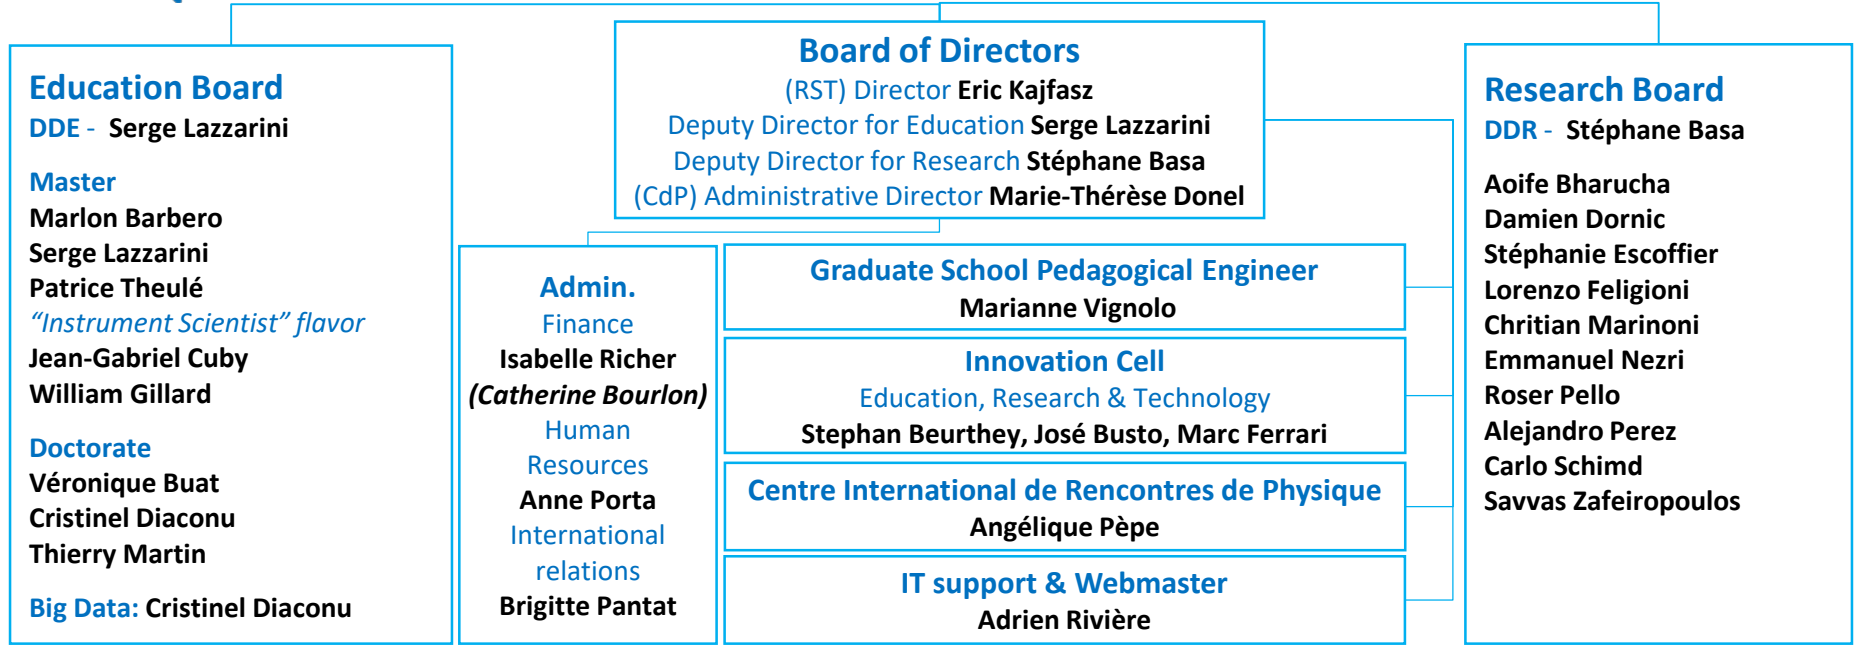 Education Board
DDE - Serge Lazzarini
Master
Marlon Barbero
Serge Lazzarini
Patrice Theulé
“Instrument Scientist” flavor
Jean-Gabriel Cuby
William Gillard
Doctorate
Véronique Buat
Cristinel Diaconu
Thierry Martin
Big Data: Cristinel Diaconu
Board of Directors
(RST) Director Eric Kajfasz
Deputy Director for Education Serge Lazzarini
Deputy Director for Research Stéphane Basa
(CdP) Administrative Director Marie-Thérèse Donel
Admin.
Finance
Isabelle Richer
(Catherine Bourlon)
Human
Resources
Anne Porta
International
relations
Brigitte Pantat
Graduate School Pedagogical Engineer
Marianne Vignolo
Innovation Cell
Education, Research & Technology
Stephan Beurthey, José Busto, Marc Ferrari
Centre International de Rencontres de Physique
Angélique Pèpe
IT support & Webmaster
Adrien Rivière
Research Board
DDR - Stéphane Basa
Aoife Bharucha
Damien Dornic
Stéphanie Escoffier
Lorenzo Feligioni
Chritian Marinoni
Emmanuel Nezri
Roser Pello
Alejandro Perez
Carlo Schimd
Savvas Zafeiropoulos